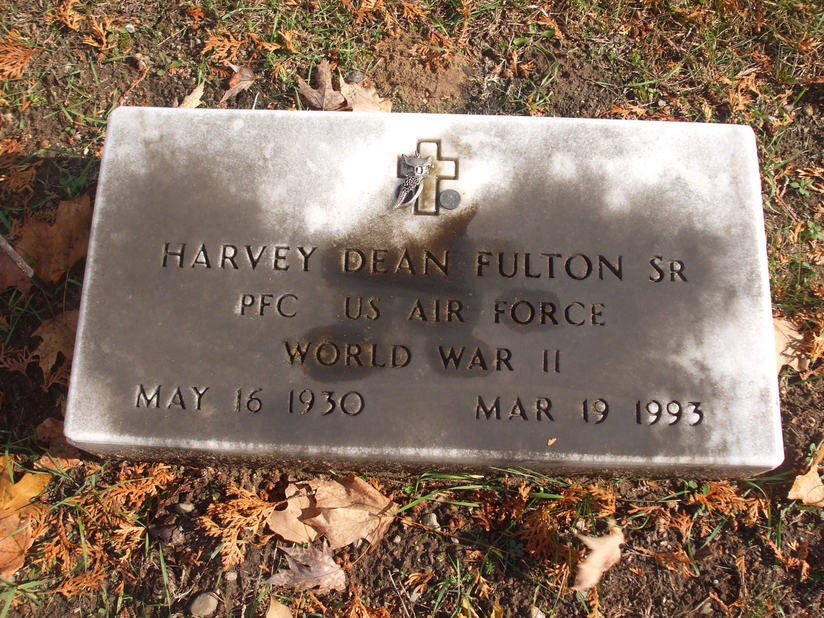 HARVEY DEAN FULTON SR
PFC US AIR FORCE
WORLD WAR II
MAY 16 1930 MAR 19 1993